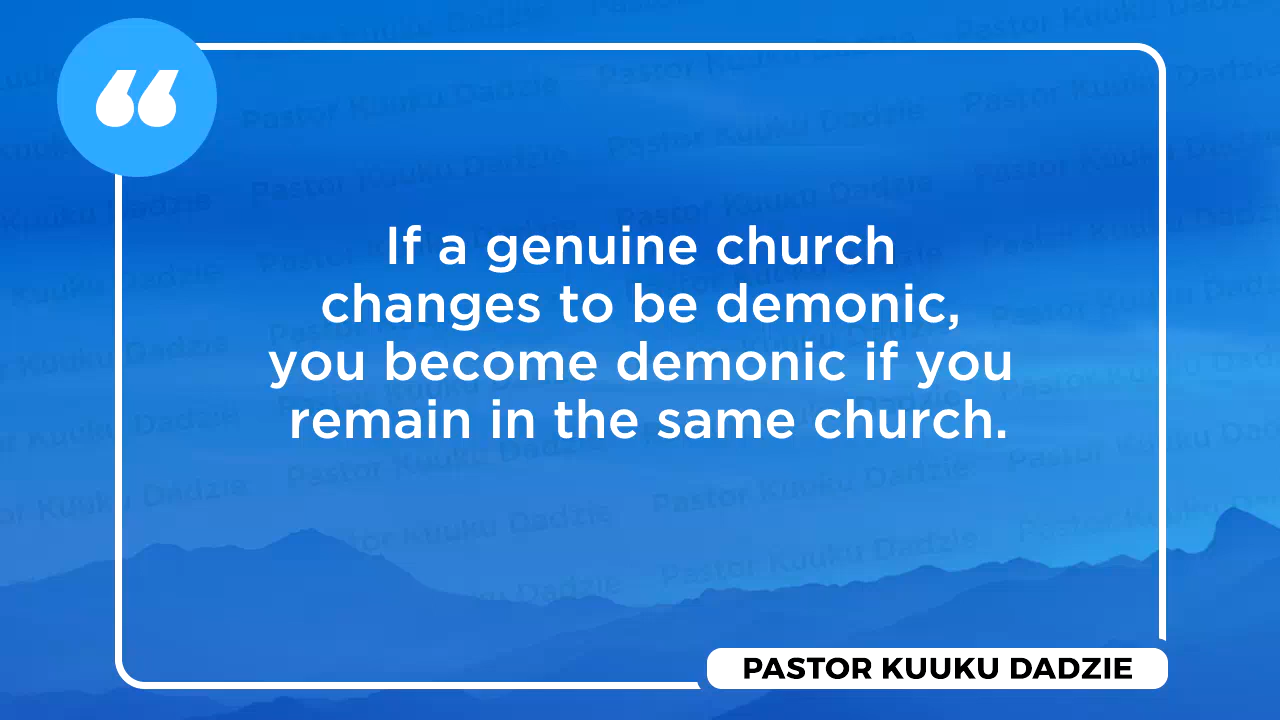 “
If a genuine church
changes to be demonic,
you become demonic if you
remain in the same church.
PASTOR KUUKU DADZIE